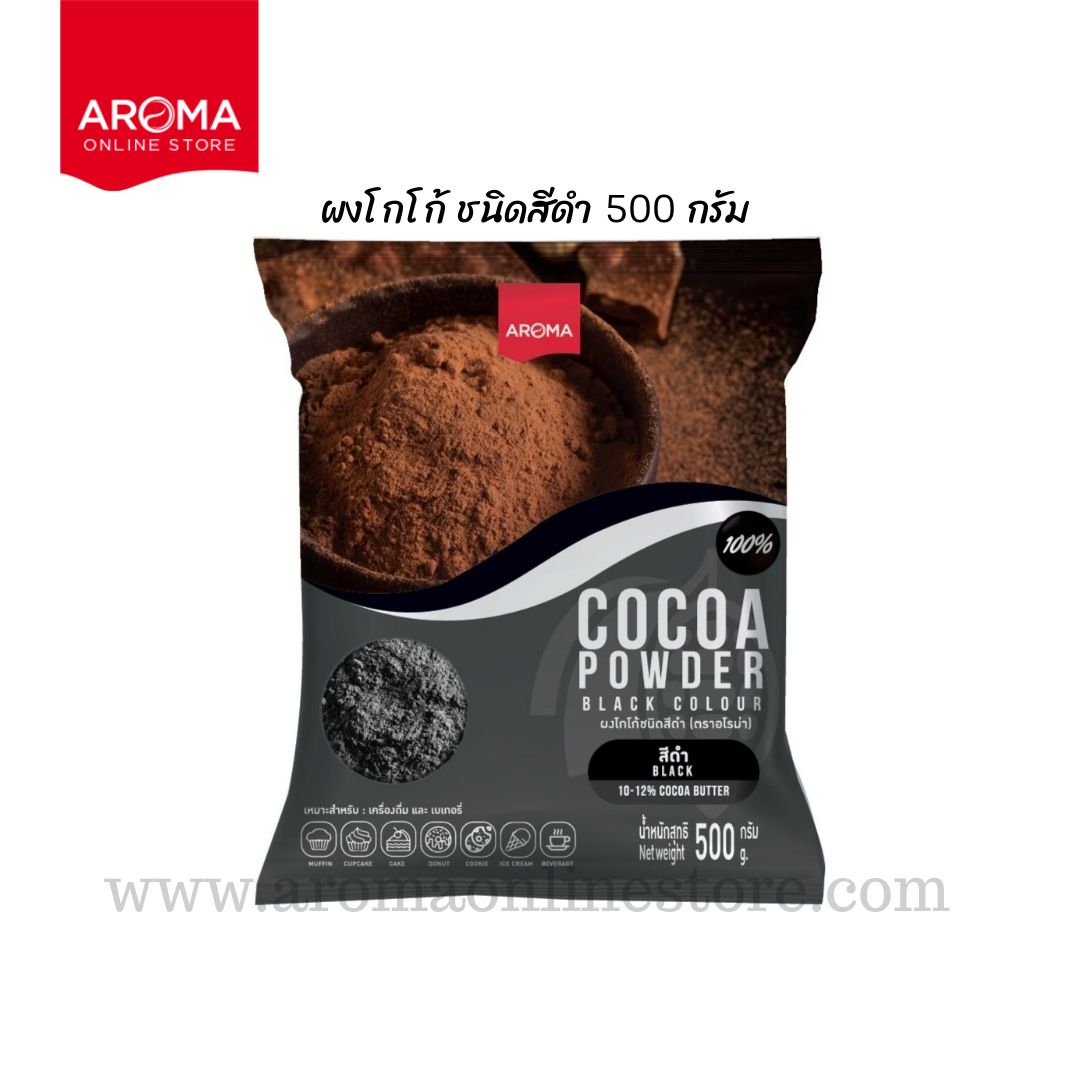 AROMA
ONLINE STORE
ผงโกโก้ ชนิดสีดำ 500 กรัม
AROMA
100%
COCOA
POWDER
BLACK COLOUR
ผงโกโก้ชนิดสีดำ (ตราอโรม่า)
สีดำ
BLACK
10-12% COCOA BUTTER
เหมาะสำหรับ : เครื่องดื่ม และ เบเกอรี่
MUFFIN CUPCAKE CAKE DONUT COOKIE ICE CREAM BEVERAGE
น้ำหนักสุทธิ 500 กรัม
Net weight g.
www.aromaonlinestore.com